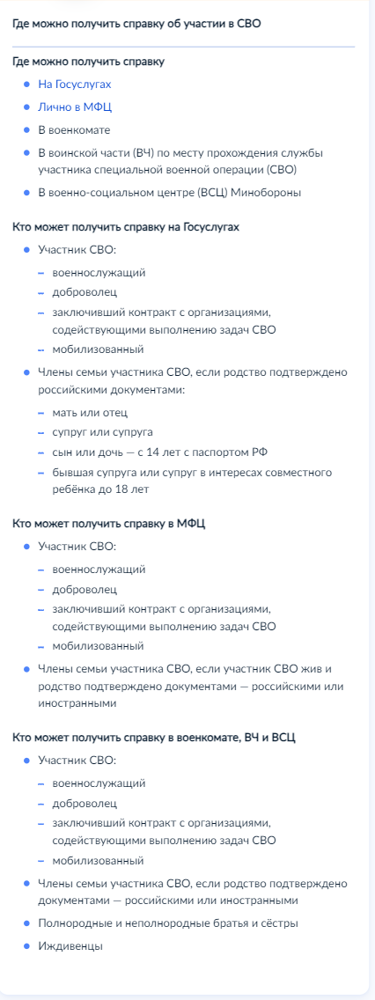 Где можно получить справку об участии в СВО
Где можно получить справку
На Госуслугах
Лично в МФЦ
В военкомате
В воинской части (ВЧ) по месту прохождения службы
участника специальной военной операции (СВО)
В военно-социальном центре (ВСЦ) Минобороны
Кто может получить справку на Госуслугах
Участник СВО:
– военнослужащий
– доброволец
– заключивший контракт с организациями,
содействующими выполнению задач СВО
– мобилизованный
Члены семьи участника СВО, если родство подтверждено
российскими документами:
– мать или отец
– супруг или супруга
– сын или дочь — с 14 лет с паспортом РФ
– бывшая супруга или супруг в интересах совместного
ребёнка до 18 лет
Кто может получить справку в МФЦ
Участник СВО:
– военнослужащий
– доброволец
– заключивший контракт с организациями,
содействующими выполнению задач СВО
– мобилизованный
Члены семьи участника СВО, если участник СВО жив и
родство подтверждено документами — российскими или
иностранными
Кто может получить справку в военкомате, ВЧ и ВСЦ
Участник СВО:
– военнослужащий
– доброволец
– заключивший контракт с организациями,
содействующими выполнению задач СВО
– мобилизованный
Члены семьи участника СВО, если родство подтверждено
документами — российскими или иностранными
Полнородные и неполнородные братья и сёстры
Иждивенцы